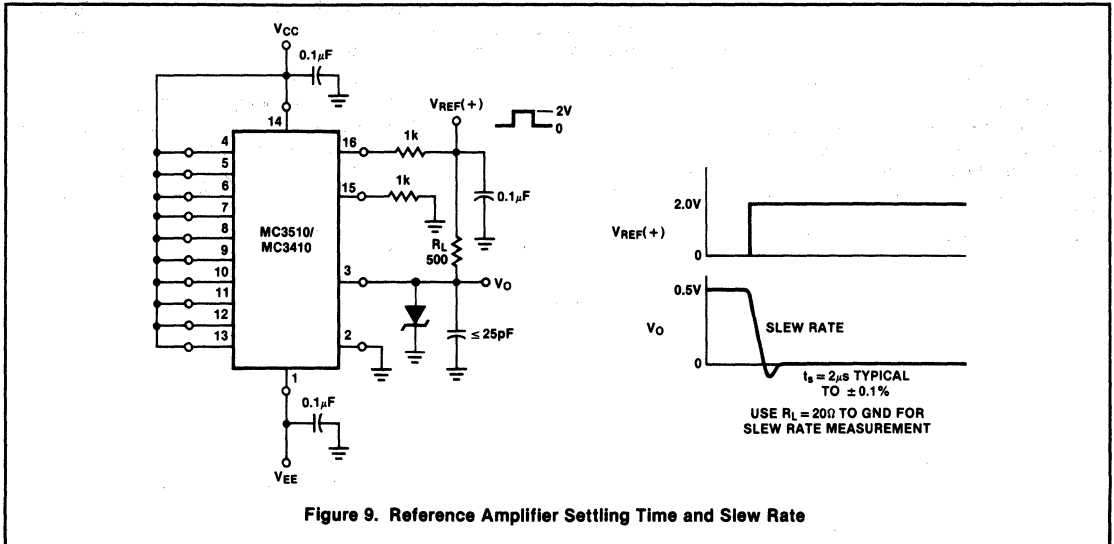 VCC
0.1µF
VREF(+)
2V
0
14
4
5
6
7
8
9
10
11
12
13
MC3510/
MC3410
16
1k
15
1k
0.1µF
RL
500
3
VO
≤25pF
2
1
0.1µF
VEE
2.0V
VREF(+)
0
0.5V
VO
SLEW RATE
0
ts = 2µs TYPICAL
TO ±0.1%
USE RL = 20Ω TO GND FOR
SLEW RATE MEASUREMENT
Figure 9. Reference Amplifier Settling Time and Slew Rate